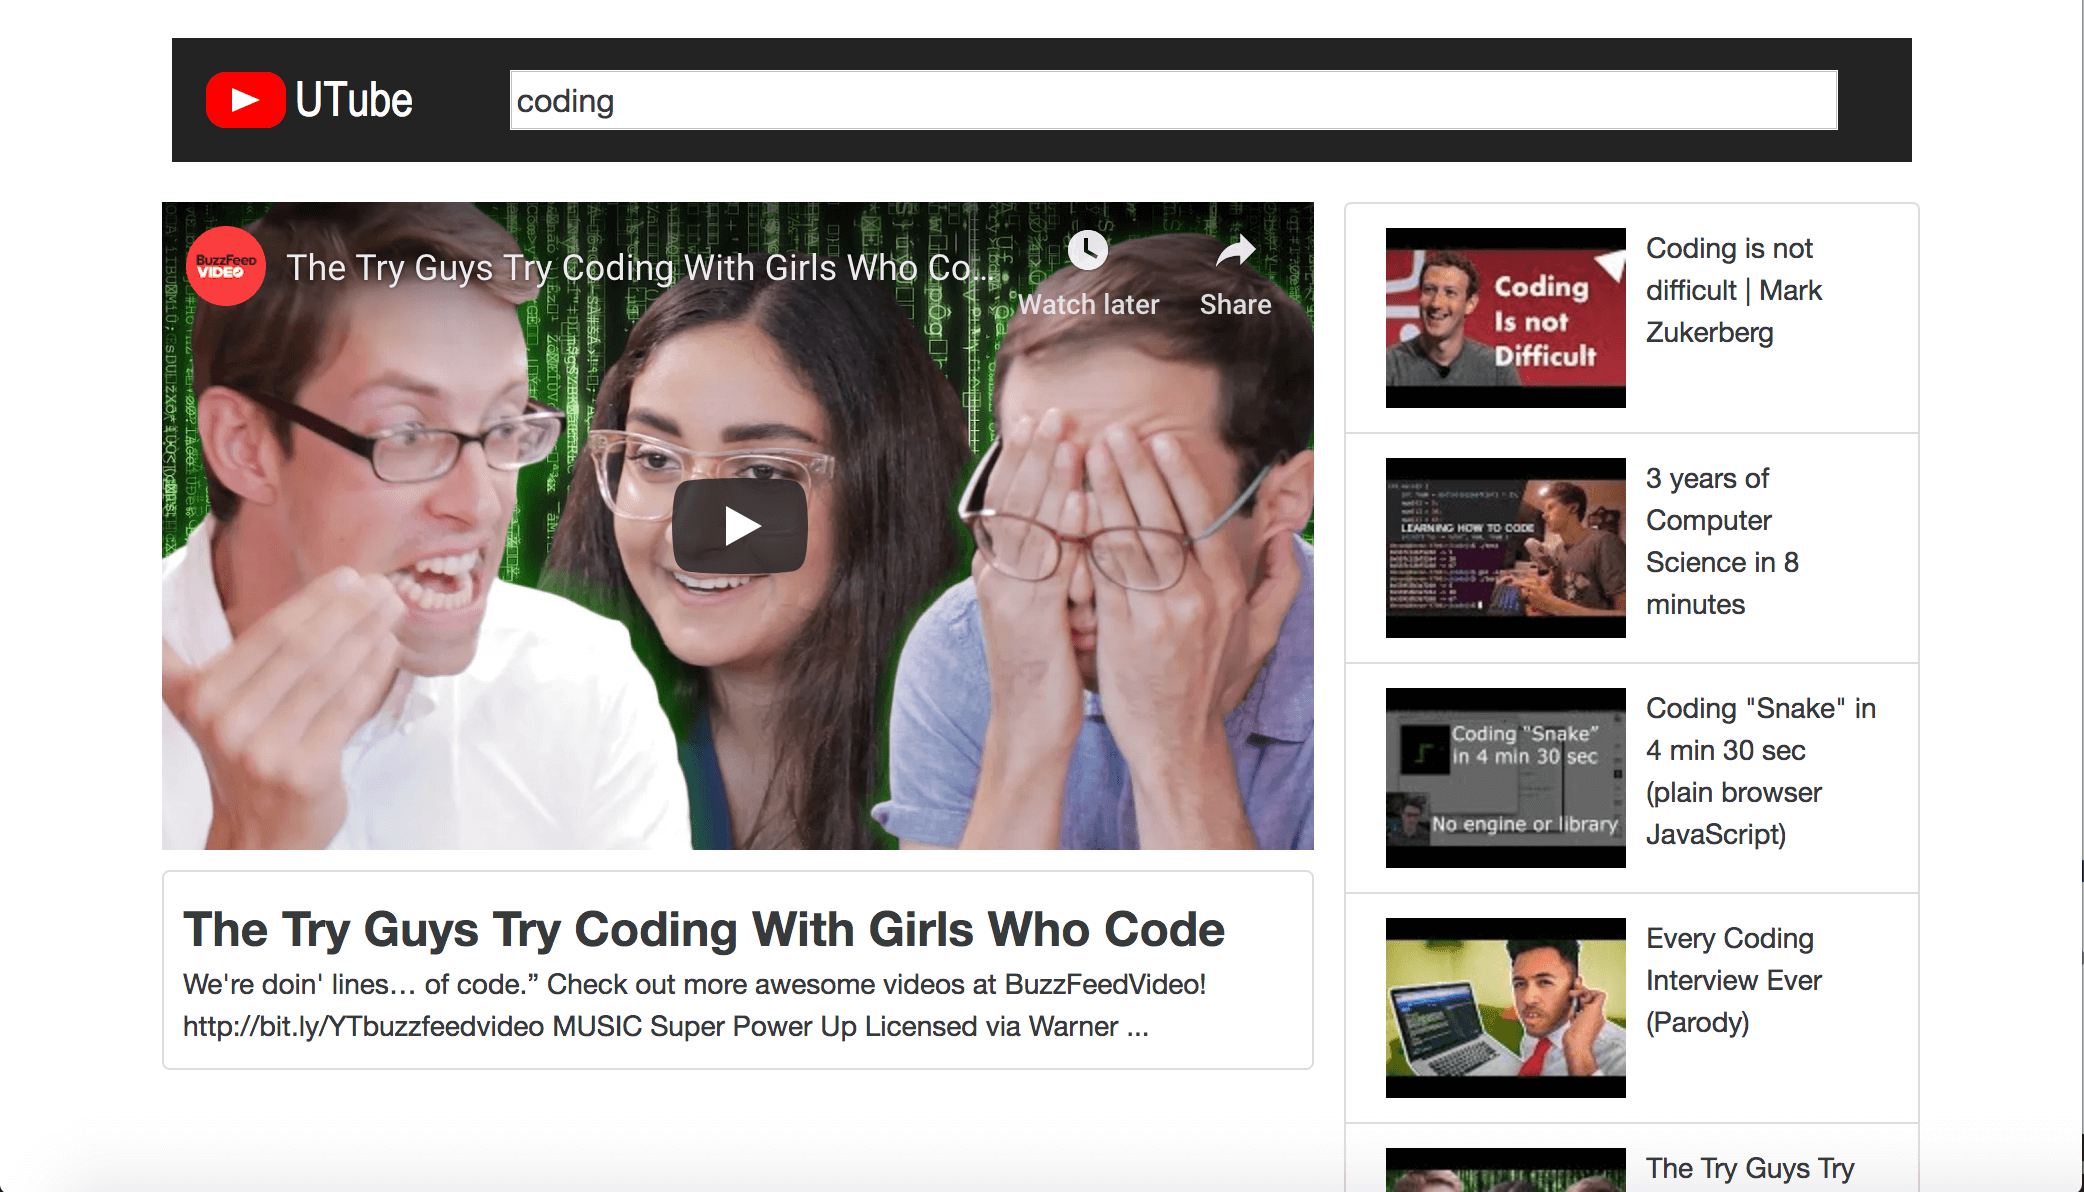 UTube
coding
BuzzFeed
VIDEO
The Try Guys Try Coding With Girls Who Co...
Watch later
Share
The Try Guys Try Coding With Girls Who Code
We're doin' lines… of code.” Check out more awesome videos at BuzzFeedVideo!
http://bit.ly/YTbuzzfeedvideo MUSIC Super Power Up Licensed via Warner ...
Coding
Is not
Difficult
Coding is not
difficult | Mark
Zukerberg
LEARNING HOW TO CODE
3 years of
Computer
Science in 8
minutes
Coding “Snake”
in 4 min 30 sec
No engine or library
Coding "Snake" in
4 min 30 sec
(plain browser
JavaScript)
Every Coding
Interview Ever
(Parody)
The Try Guys Try